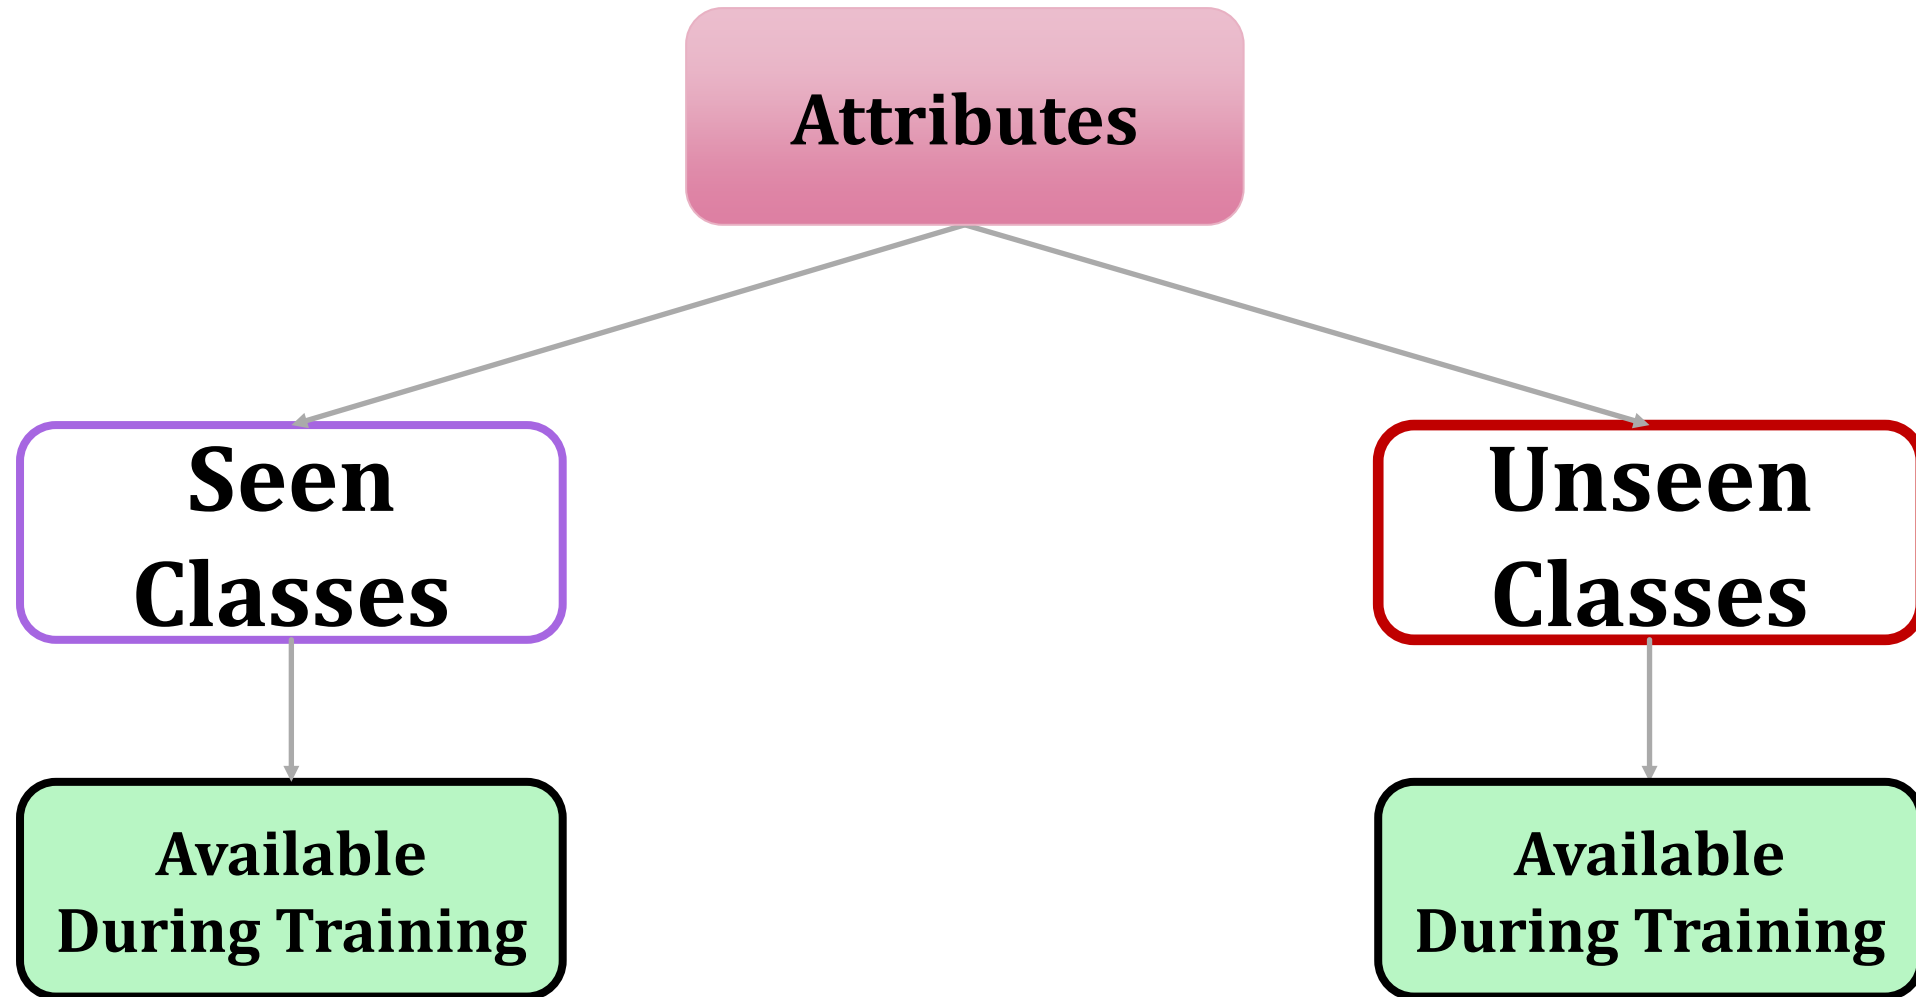 Attributes
Seen
Classes
Unseen
Classes
Available
During Training
Available
During Training